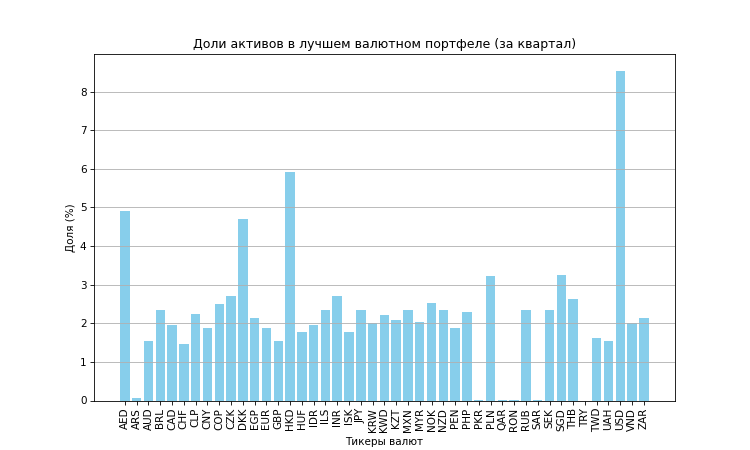 Доли активов в лучшем валютном портфеле (за квартал)
Доля (%)
8
7
6
5
4
3
2
1
0
AED
ARS
AUD
BRL
CAD
CHF
CLP
CNY
COP
CZK
DKK
EGP
EUR
GBP
HKD
HUF
IDR
ILS
INR
ISK
JPY
KRW
KWD
KZT
MXN
MYR
NOK
NZD
PEN
PHP
PKR
PLN
QAR
RON
RUB
SAR
SEK
SGD
THB
TRY
TWD
UAH
USD
VND
ZAR
Тикеры валют